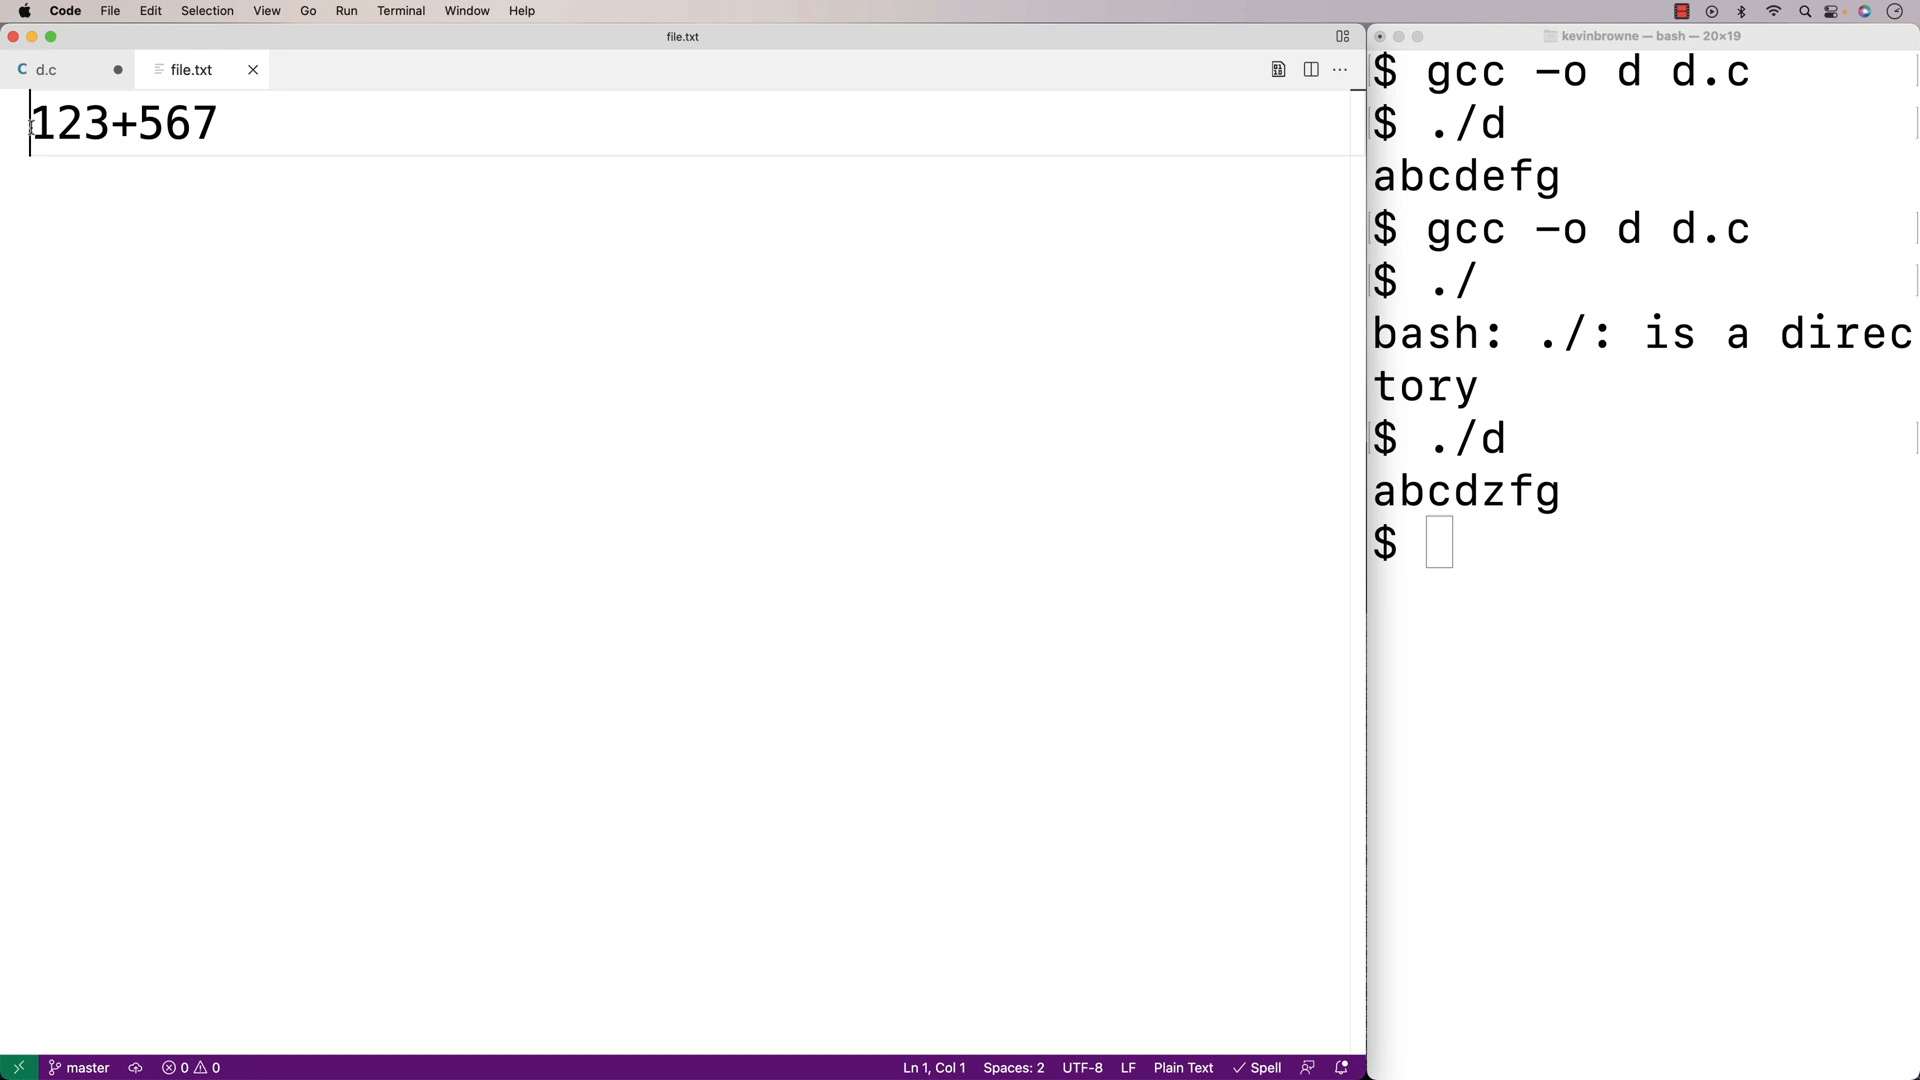 Code File Edit Selection View Go Run Terminal Window Help
file.txt
C d.c
file.txt
123+567
master
0 0
Ln 1, Col 1
Spaces: 2
UTF-8
LF
Plain Text
Spell
kevinbrowne — bash — 20×19
$ gcc -o d d.c
$ ./d
abcdefg
$ gcc -o d d.c
$ ./
bash: ./: is a direc
tory
$ ./d
abcdzfg
$